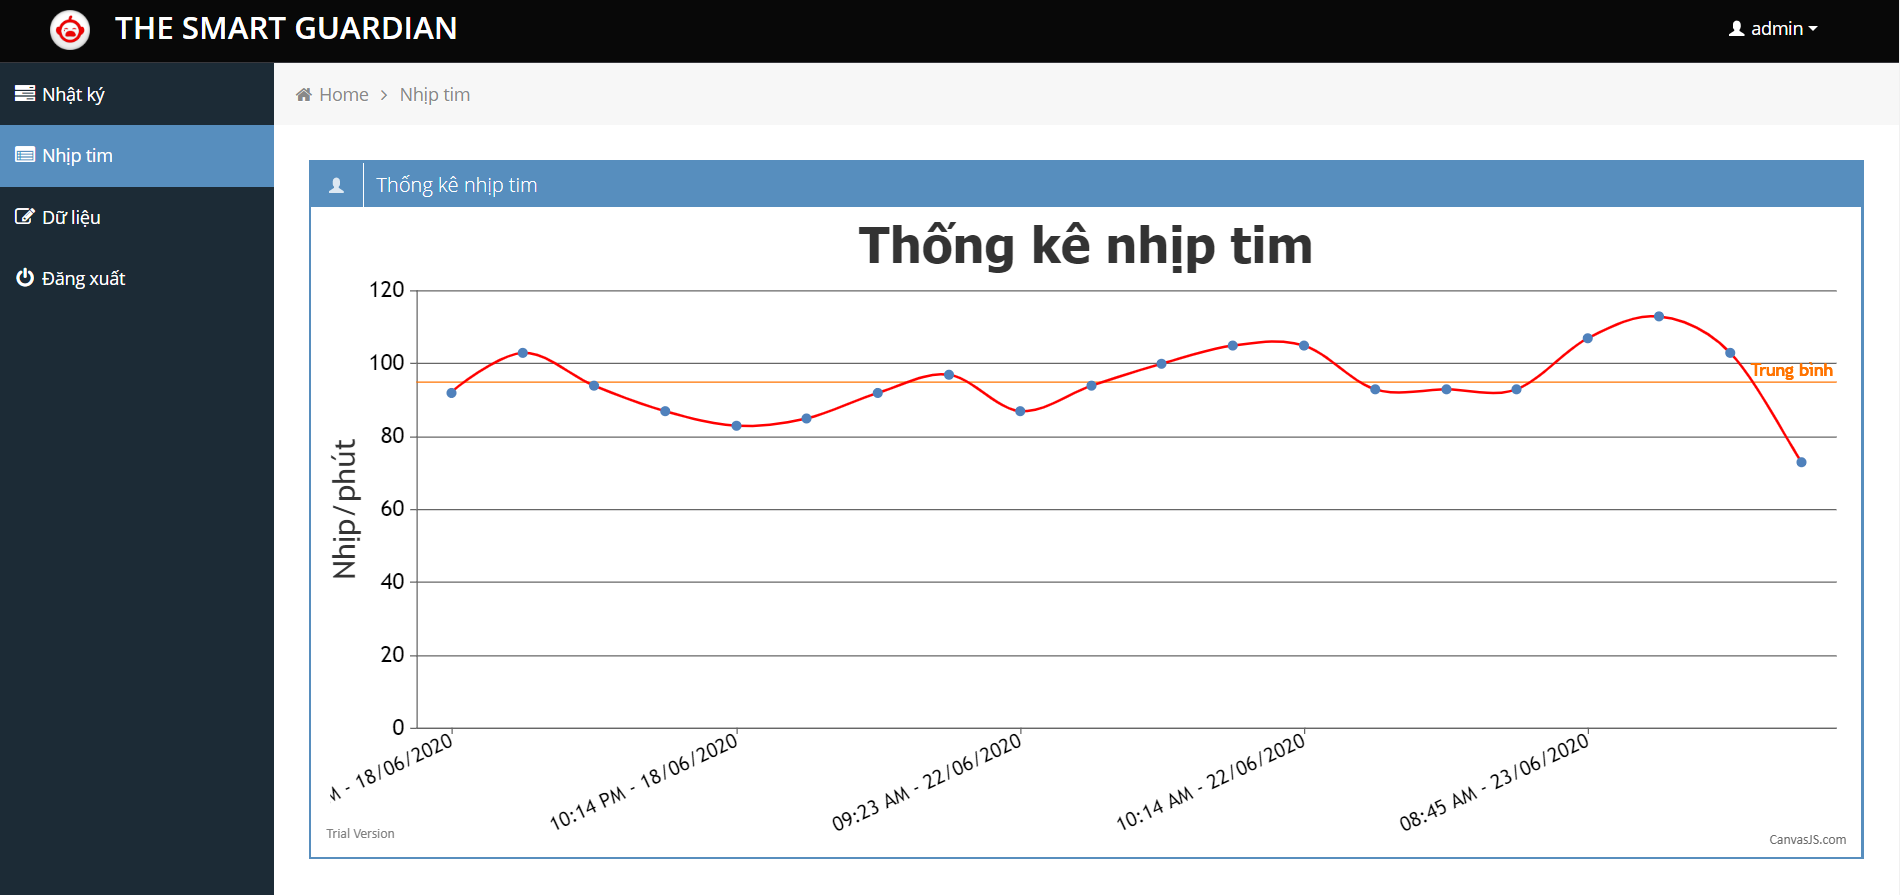 THE SMART GUARDIAN
admin
Nhật ký
Nhịp tim
Dữ liệu
Đăng xuất
Home > Nhịp tim
Thống kê nhịp tim
Thống kê nhịp tim
Nhịp/phút
120
100
80
60
40
20
0
Trung bình
M - 18/06/2020
10:14 PM - 18/06/2020
09:23 AM - 22/06/2020
10:14 AM - 22/06/2020
08:45 AM - 23/06/2020
Trial Version
CanvasJS.com